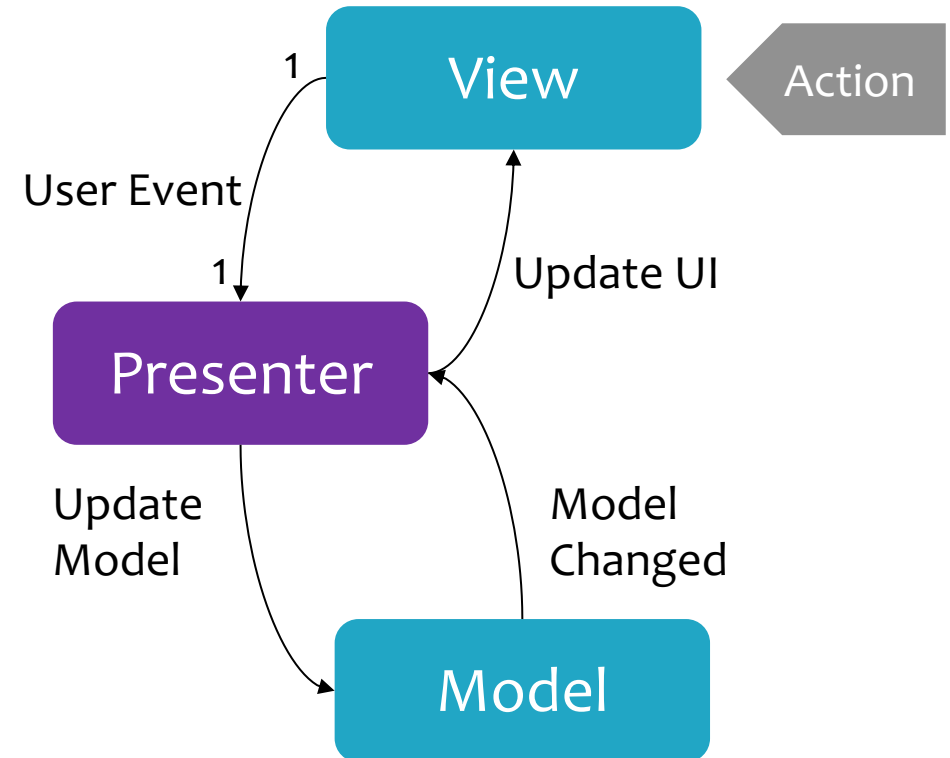 1
View
Action
User Event
1
Update UI
Presenter
Update
Model
Model
Changed
Model